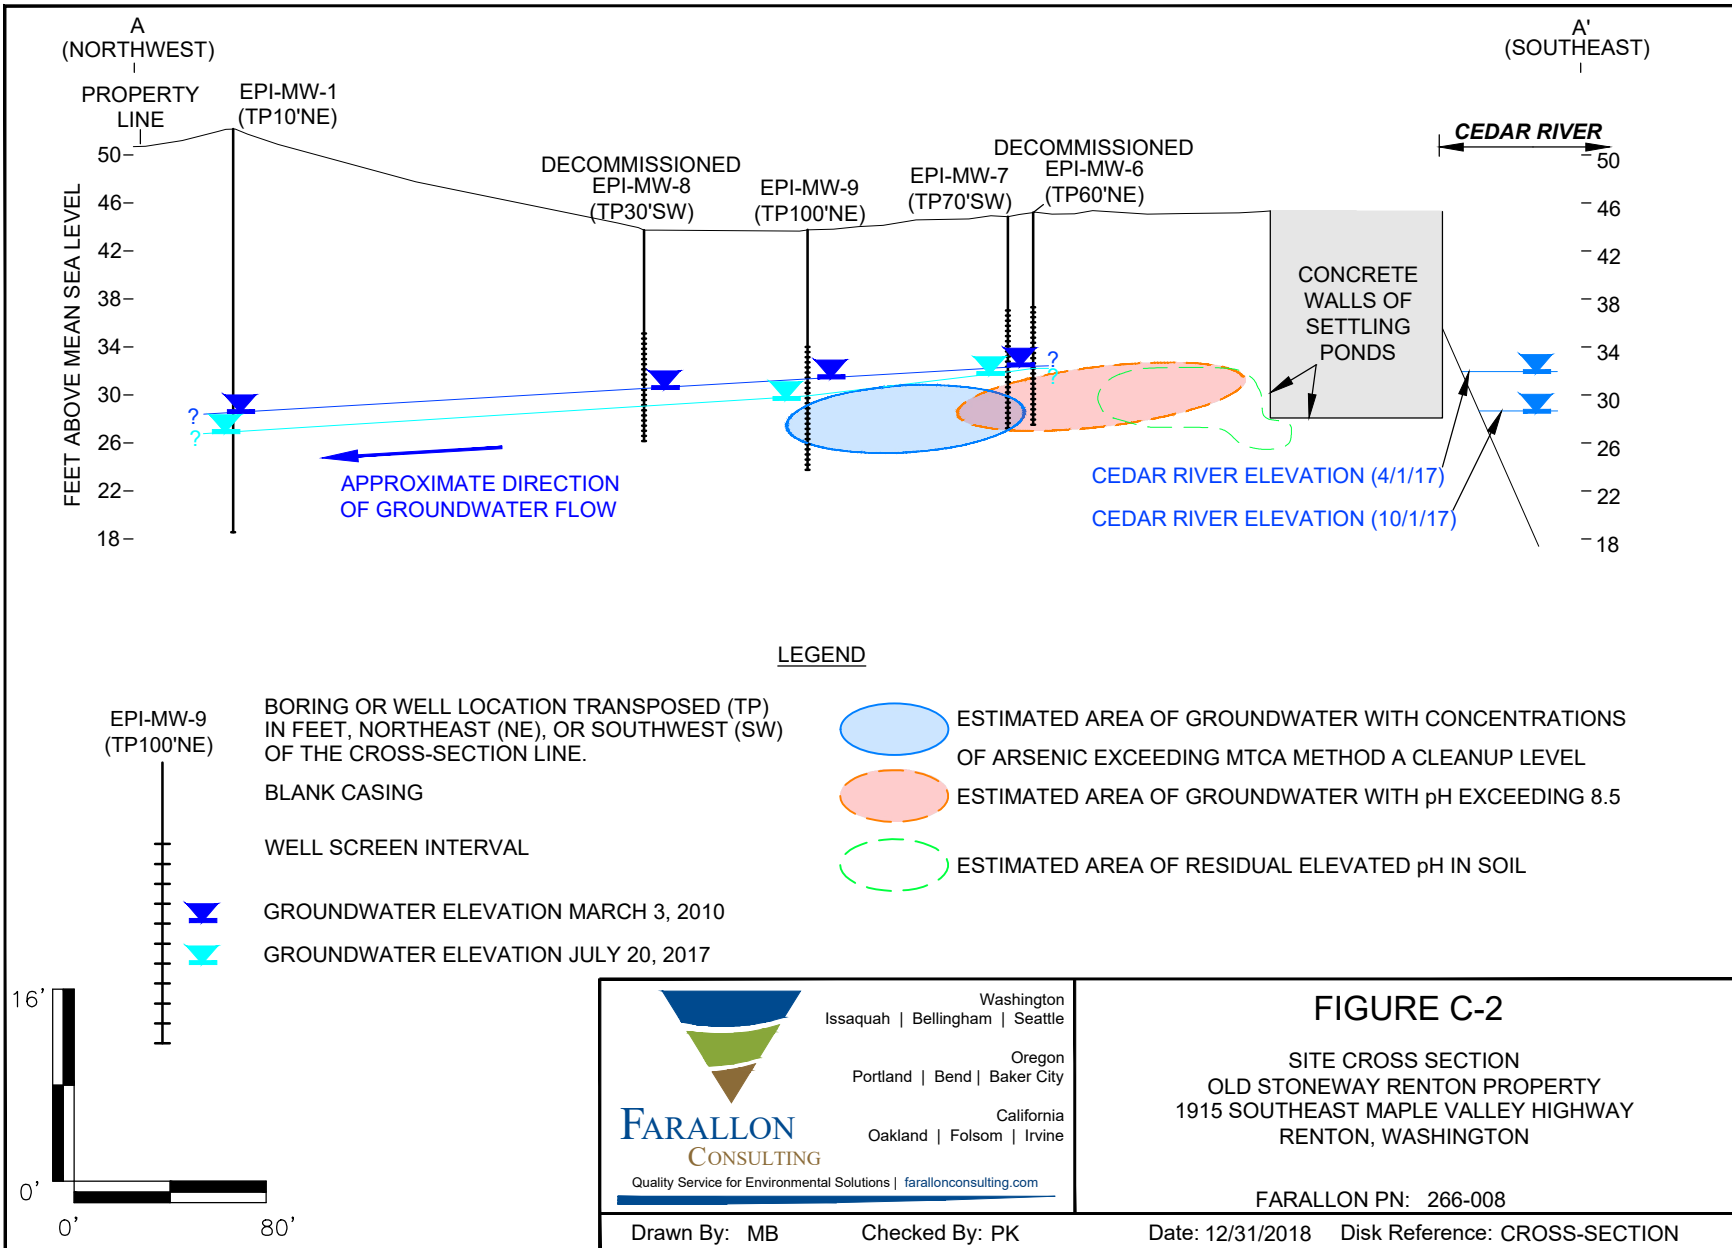 A
(NORTHWEST)
A'
(SOUTHEAST)
PROPERTY
LINE
EPI-MW-1
(TP10'NE)
DECOMMISSIONED
EPI-MW-8
(TP30'SW)
EPI-MW-9
(TP100'NE)
EPI-MW-7
(TP70'SW)
DECOMMISSIONED
EPI-MW-6
(TP60'NE)
CEDAR RIVER
FEET ABOVE MEAN SEA LEVEL
50
46
42
38
34
30
26
22
18
50
46
42
38
34
30
26
22
18
CONCRETE
WALLS OF
SETTLING
PONDS
?
?
?
?
APPROXIMATE DIRECTION
OF GROUNDWATER FLOW
CEDAR RIVER ELEVATION (4/1/17)
CEDAR RIVER ELEVATION (10/1/17)
LEGEND
EPI-MW-9
(TP100'NE)
BORING OR WELL LOCATION TRANSPOSED (TP)
IN FEET, NORTHEAST (NE), OR SOUTHWEST (SW)
OF THE CROSS-SECTION LINE.
BLANK CASING
WELL SCREEN INTERVAL
GROUNDWATER ELEVATION MARCH 3, 2010
GROUNDWATER ELEVATION JULY 20, 2017
ESTIMATED AREA OF GROUNDWATER WITH CONCENTRATIONS
OF ARSENIC EXCEEDING MTCA METHOD A CLEANUP LEVEL
ESTIMATED AREA OF GROUNDWATER WITH pH EXCEEDING 8.5
ESTIMATED AREA OF RESIDUAL ELEVATED pH IN SOIL
16'
0'
0'
80'
Washington
Issaquah | Bellingham | Seattle
Oregon
Portland | Bend | Baker City
California
Oakland | Folsom | Irvine
FARALLON
CONSULTING
Quality Service for Environmental Solutions | farallonconsulting.com
FIGURE C-2
SITE CROSS SECTION
OLD STONEWAY RENTON PROPERTY
1915 SOUTHEAST MAPLE VALLEY HIGHWAY
RENTON, WASHINGTON
FARALLON PN: 266-008
Drawn By: MB
Checked By: PK
Date: 12/31/2018
Disk Reference: CROSS-SECTION